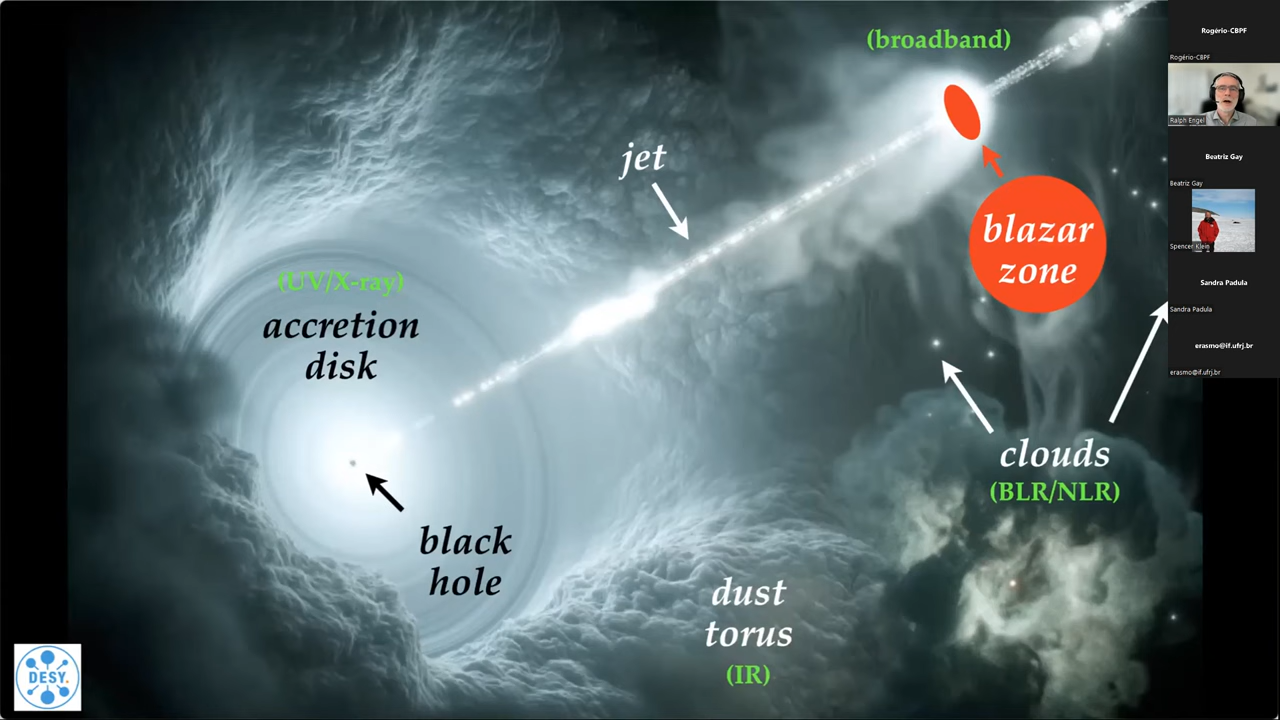 (broadband)
jet
blazar
zone
(UV/X-ray)
accretion
disk
clouds
(BLR/NLR)
black
hole
dust
torus
(IR)
DESY.
Rogério-CBPF
Rogério-CBPF
Ralph Engel
Beatriz Gay
Beatriz Gay
Spencer Klein
Sandra Padula
Sandra Padula
erasmo@if.ufrj.br
erasmo@if.ufrj.br